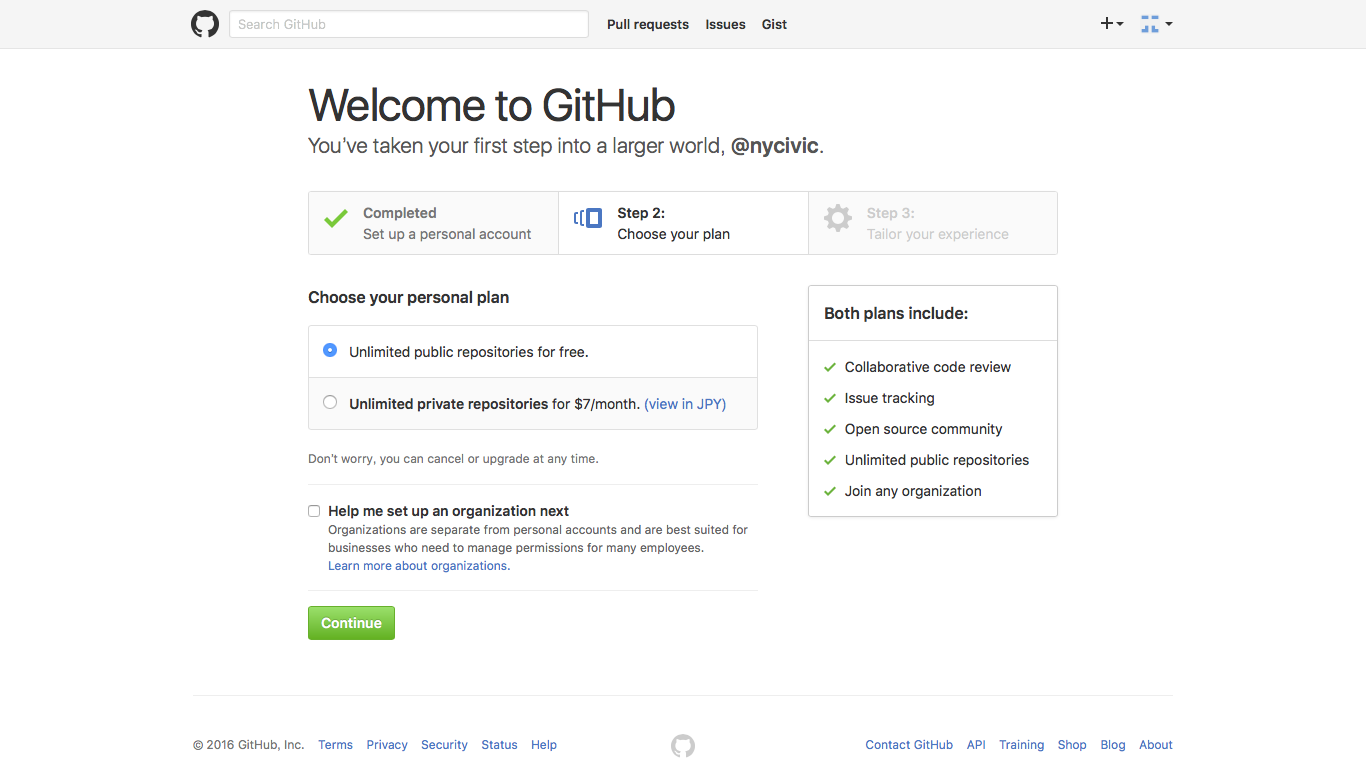 Search GitHub
Pull requests Issues Gist
Welcome to GitHub
You’ve taken your first step into a larger world, @nycivic.
Completed
Set up a personal account
Step 2:
Choose your plan
Step 3:
Tailor your experience
Choose your personal plan
Unlimited public repositories for free.
Unlimited private repositories for $7/month. (view in JPY)
Don't worry, you can cancel or upgrade at any time.
Help me set up an organization next
Organizations are separate from personal accounts and are best suited for
businesses who need to manage permissions for many employees.
Learn more about organizations.
Continue
Both plans include:
Collaborative code review
Issue tracking
Open source community
Unlimited public repositories
Join any organization
© 2016 GitHub, Inc. Terms Privacy Security Status Help
Contact GitHub API Training Shop Blog About